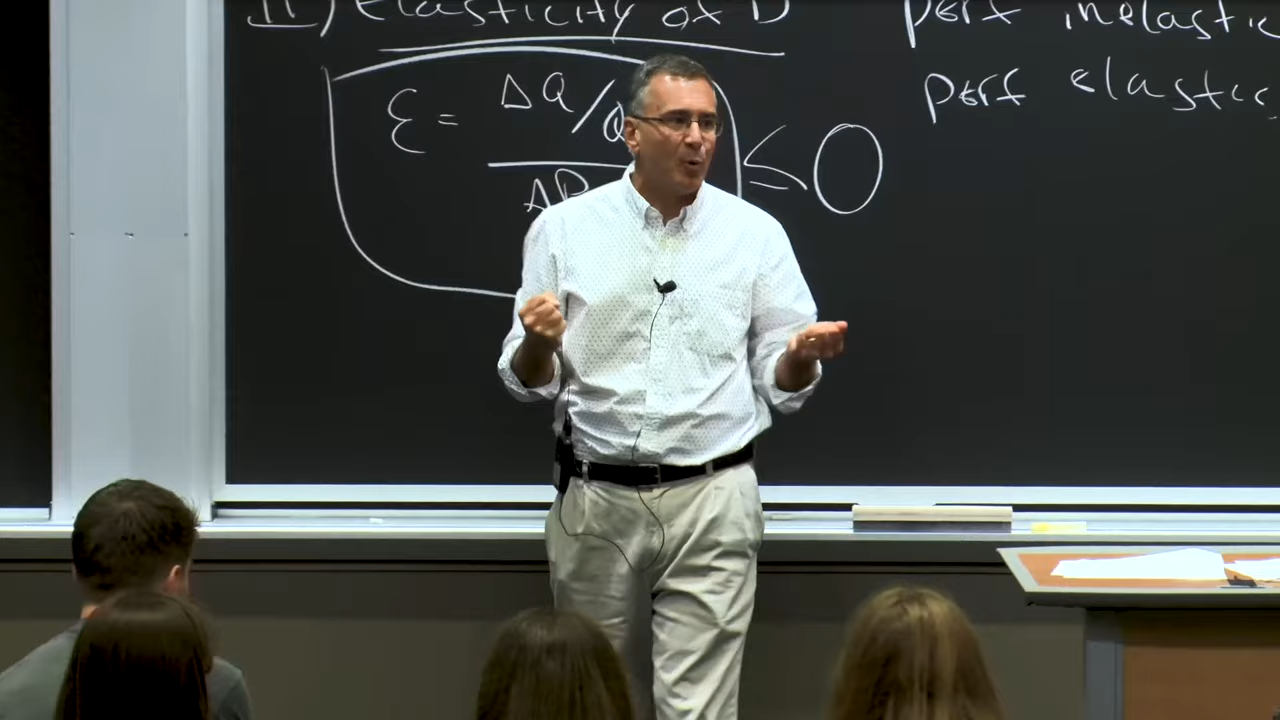 II) Elasticity of D
ε = ΔQ/Q
ΔP
≤ 0
perf inelastic
perf elastic